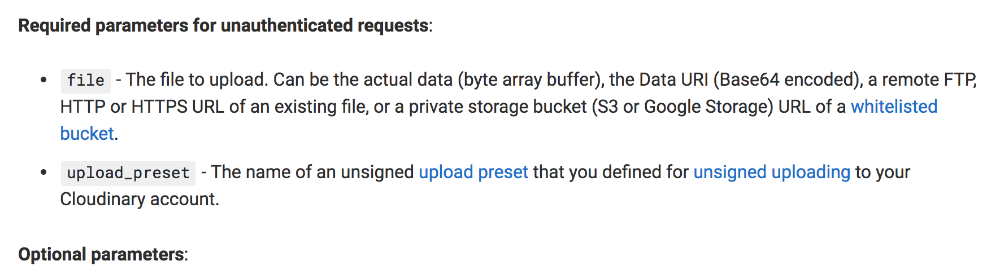 Required parameters for unauthenticated requests:
• file - The file to upload. Can be the actual data (byte array buffer), the Data URI (Base64 encoded), a remote FTP,
HTTP or HTTPS URL of an existing file, or a private storage bucket (S3 or Google Storage) URL of a whitelisted
bucket.
• upload_preset - The name of an unsigned upload preset that you defined for unsigned uploading to your
Cloudinary account.
Optional parameters: